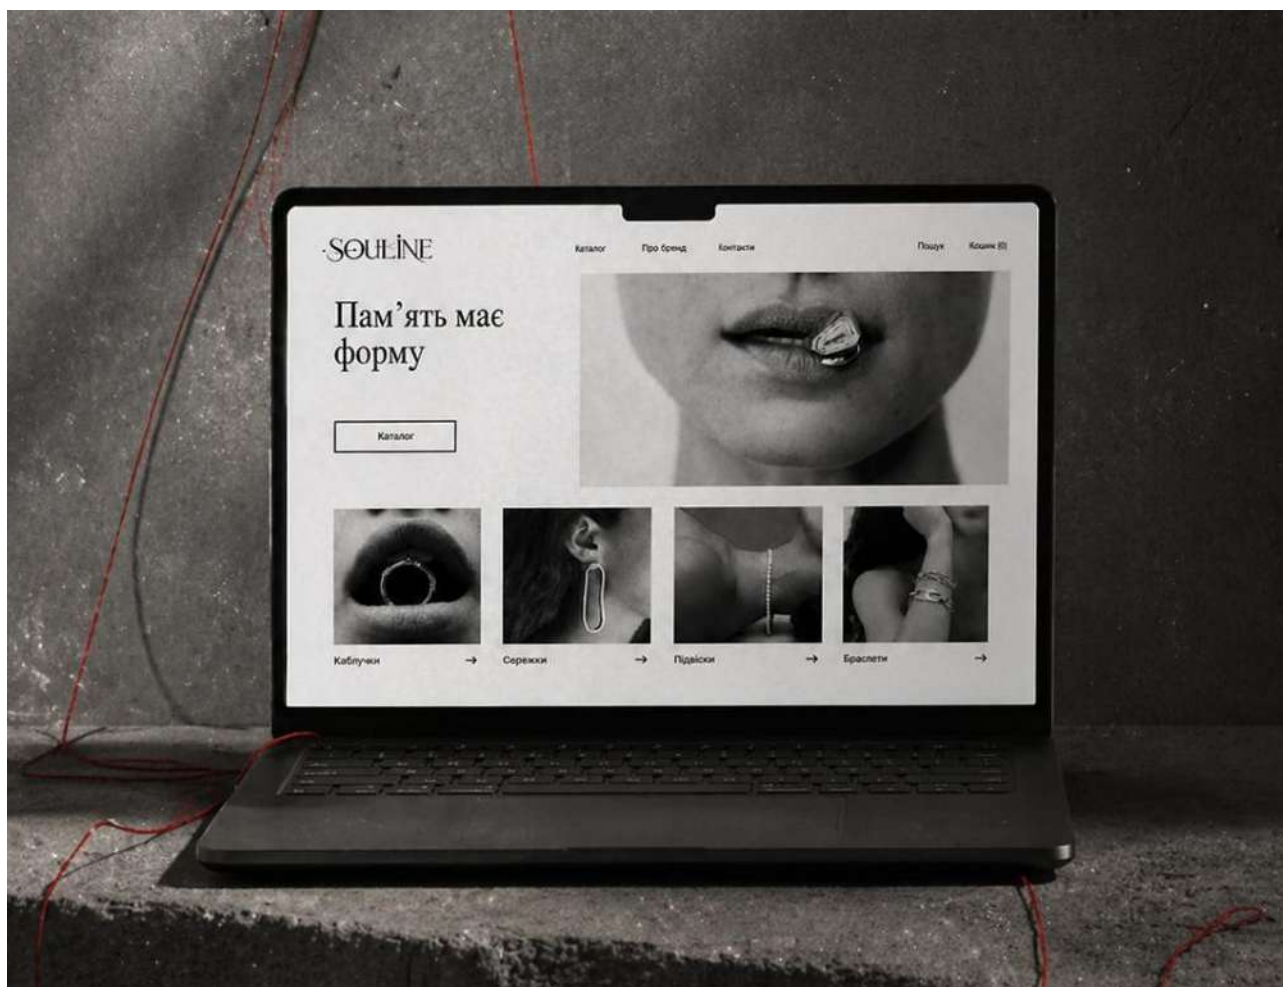 SOULINE
Каталог
Про бренд
Контакти
Пошук
Кошик (0)
Пам’ять має
форму
Каталог
Каблучки →
Сережки →
Підвіски →
Браслети →